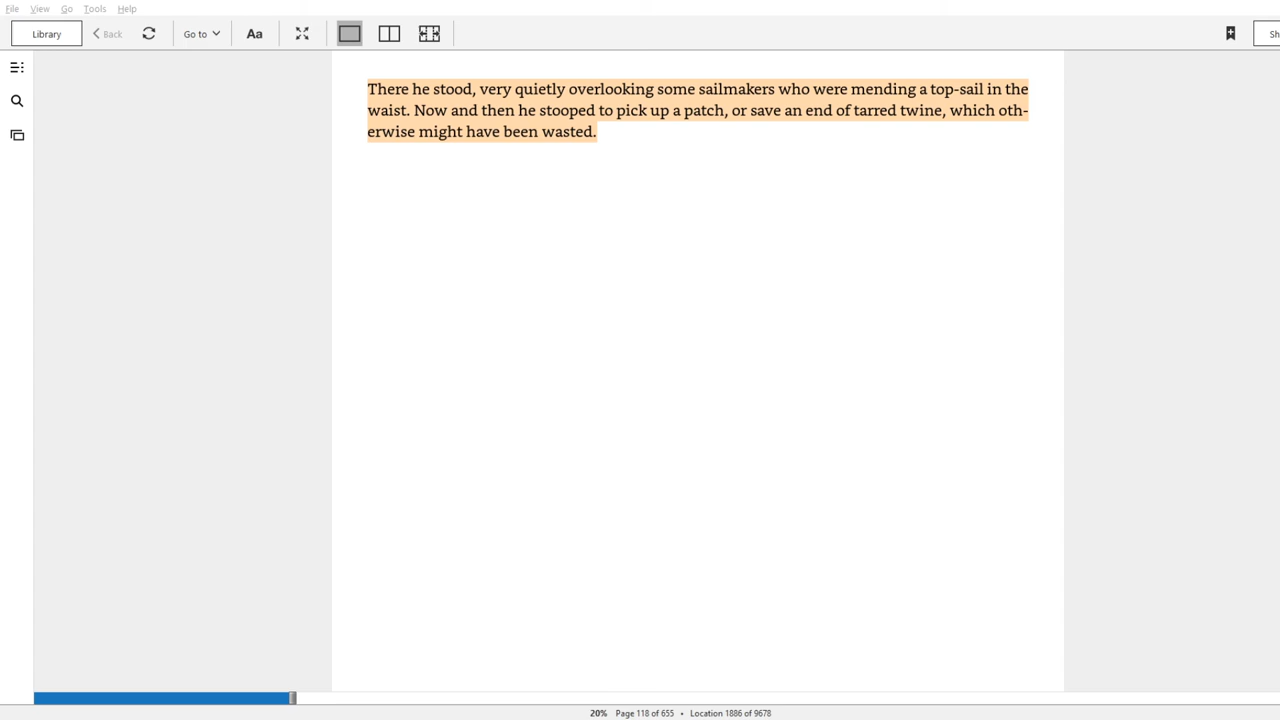 File View Go Tools Help
Library Back Go to Aa Sh
There he stood, very quietly overlooking some sailmakers who were mending a top-sail in the
waist. Now and then he stooped to pick up a patch, or save an end of tarred twine, which oth-
erwise might have been wasted.
20% Page 118 of 655 • Location 1886 of 9678